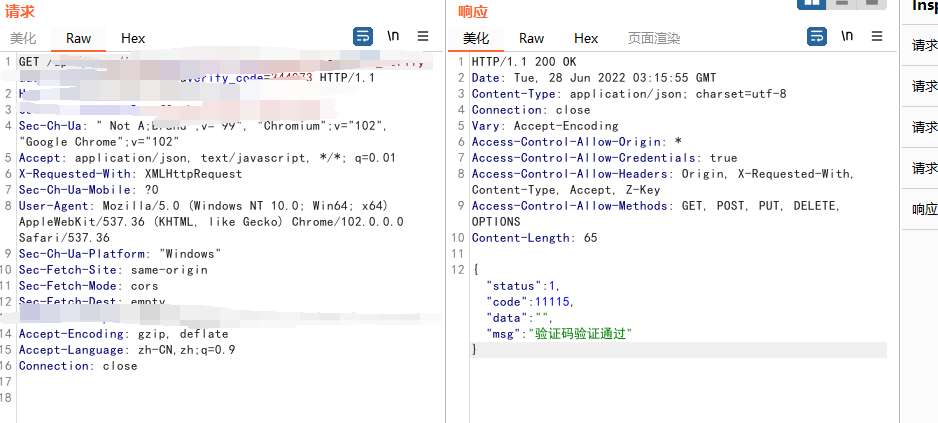 请求
美化 Raw Hex \n
1 GET /
verify_code=344073 HTTP/1.1
2
3
4 Sec-Ch-Ua: " Not A;Brand";v="99", "Chromium";v="102",
"Google Chrome";v="102"
5 Accept: application/json, text/javascript, */*; q=0.01
6 X-Requested-With: XMLHttpRequest
7 Sec-Ch-Ua-Mobile: ?0
8 User-Agent: Mozilla/5.0 (Windows NT 10.0; Win64; x64)
AppleWebKit/537.36 (KHTML, like Gecko) Chrome/102.0.0.0
Safari/537.36
9 Sec-Ch-Ua-Platform: "Windows"
10 Sec-Fetch-Site: same-origin
11 Sec-Fetch-Mode: cors
12 Sec-Fetch-Dest: empty
14 Accept-Encoding: gzip, deflate
15 Accept-Language: zh-CN,zh;q=0.9
16 Connection: close
17
18
响应
美化 Raw Hex 页面渲染 \n
1 HTTP/1.1 200 OK
2 Date: Tue, 28 Jun 2022 03:15:55 GMT
3 Content-Type: application/json; charset=utf-8
4 Connection: close
5 Vary: Accept-Encoding
6 Access-Control-Allow-Origin: *
7 Access-Control-Allow-Credentials: true
8 Access-Control-Allow-Headers: Origin, X-Requested-With,
Content-Type, Accept, Z-Key
9 Access-Control-Allow-Methods: GET, POST, PUT, DELETE,
OPTIONS
10 Content-Length: 65
11
12 {
"status":1,
"code":11115,
"data":"",
"msg":"验证码验证通过"
}
Insp
请求
请求
请求
请求
响应